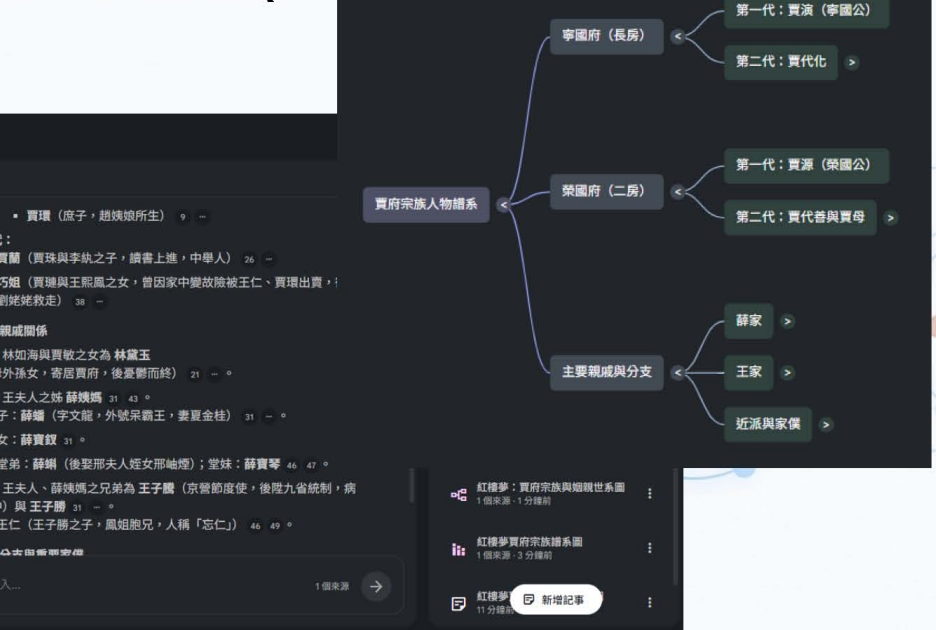 ▪ 賈環（庶子，趙姨娘所生） 9 ...
賈蘭（賈珠與李紈之子，讀書上進，中舉人） 26 ...
巧姐（賈璉與王熙鳳之女，曾因家中變故險被王仁、賈環出賣，
劉姥姥救走） 38 ...
親戚關係
林如海與賈敏之女為 林黛玉
外孫女，寄居賈府，後憂鬱而終） 21 ... 。
王夫人之姊 薛姨媽 31 43 。
子：薛蟠（字文龍，外號呆霸王，妻夏金桂） 31 ... 。
女：薛寶釵 31 。
堂弟：薛蝌（後娶邢夫人姪女邢岫煙）；堂妹：薛寶琴 46 47 。
王夫人、薛姨媽之兄弟為 王子騰（京營節度使，後陞九省統制，病
）與 王子勝 31 ... 。
王仁（王子勝之子，鳳姐胞兄，人稱「忘仁」） 46 49 。
分支與重要家僕
入...
1 個來源
賈府宗族人物譜系 <
寧國府（長房） <
第一代：賈演（寧國公）
第二代：賈代化 >
榮國府（二房） <
第一代：賈源（榮國公）
第二代：賈代善與賈母 >
主要親戚與分支 <
薛家 >
王家 >
近派與家僕 >
紅樓夢：賈府宗族與姻親世系圖
1 個來源 · 1 分鐘前
紅樓夢賈府宗族譜系圖
1 個來源 · 3 分鐘前
紅樓夢
11 分鐘前
新增記事